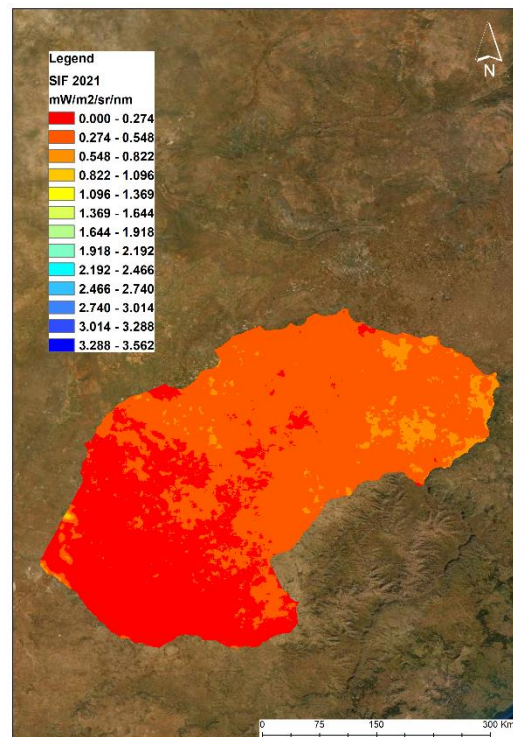 Legend
SIF 2021
mW/m2/sr/nm
0.000 - 0.274
0.274 - 0.548
0.548 - 0.822
0.822 - 1.096
1.096 - 1.369
1.369 - 1.644
1.644 - 1.918
1.918 - 2.192
2.192 - 2.466
2.466 - 2.740
2.740 - 3.014
3.014 - 3.288
3.288 - 3.562
N
0 75 150 300 Km